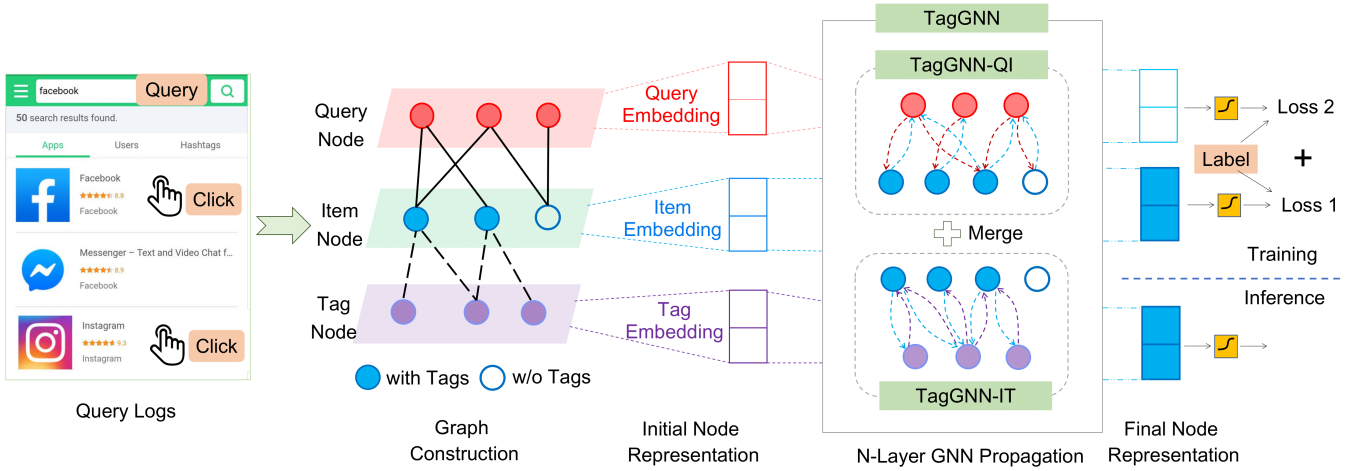 facebook
Query
50 search results found.
Apps
Users
Hashtags
Facebook
8.8
Facebook
Click
Messenger – Text and Video Chat f...
8.9
Facebook
Instagram
9.3
Instagram
Click
Query Logs
Query
Node
Item
Node
Tag
Node
with Tags
w/o Tags
Graph
Construction
Query
Embedding
Item
Embedding
Tag
Embedding
Initial Node
Representation
TagGNN
TagGNN-QI
Merge
TagGNN-IT
N-Layer GNN Propagation
Loss 2
Label
+
Loss 1
Training
Inference
Final Node
Representation